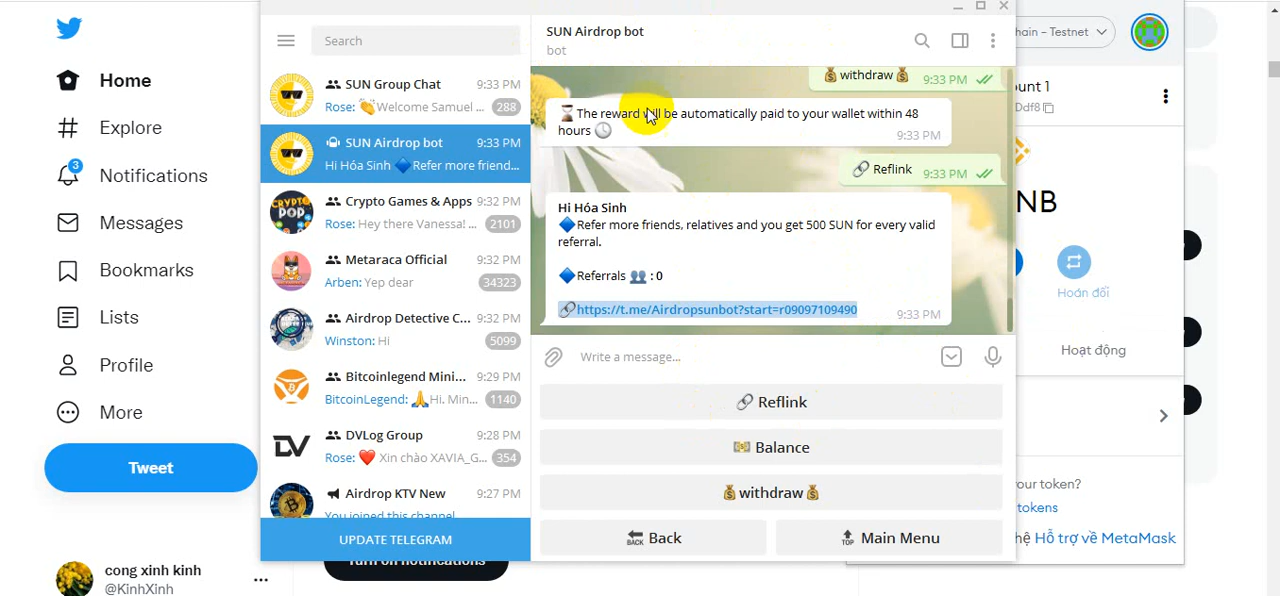 Home
Explore
3
Notifications
Messages
Bookmarks
Lists
Profile
More
Tweet
cong xinh kinh
@KinhXinh
Search
SUN Group Chat 9:33 PM
Rose: 👏Welcome Samuel ... 288
SUN Airdrop bot 9:33 PM
Hi Hóa Sinh 🔷Refer more friend...
Crypto Games & Apps 9:32 PM
Rose: Hey there Vanessa! ... 2101
Metaraca Official 9:32 PM
Arben: Yep dear 34323
Airdrop Detective C... 9:32 PM
Winston: Hi 5099
Bitcoinlegend Mini... 9:29 PM
BitcoinLegend: 🙏Hi. Min... 1140
DVLog Group 9:28 PM
Rose: ❤️ Xin chào XAVIA_G... 354
Airdrop KTV New 9:27 PM
You joined this channel
UPDATE TELEGRAM
SUN Airdrop bot
bot
💰withdraw💰 9:33 PM
⏳The reward will be automatically paid to your wallet within 48
hours 🕓 9:33 PM
🔗 Reflink 9:33 PM
Hi Hóa Sinh
🔷Refer more friends, relatives and you get 500 SUN for every valid
referral.
🔷Referrals 👥 : 0
🔗https://t.me/Airdropsunbot?start=r09097109490
9:33 PM
Write a message...
🔗 Reflink
💵 Balance
💰withdraw💰
🔙 Back
🔝 Main Menu
Turn on notifications
hain – Testnet
ount 1
Ddf8
NB
Hoán đổi
Hoạt động
your token?
tokens
hệ Hỗ trợ về MetaMask